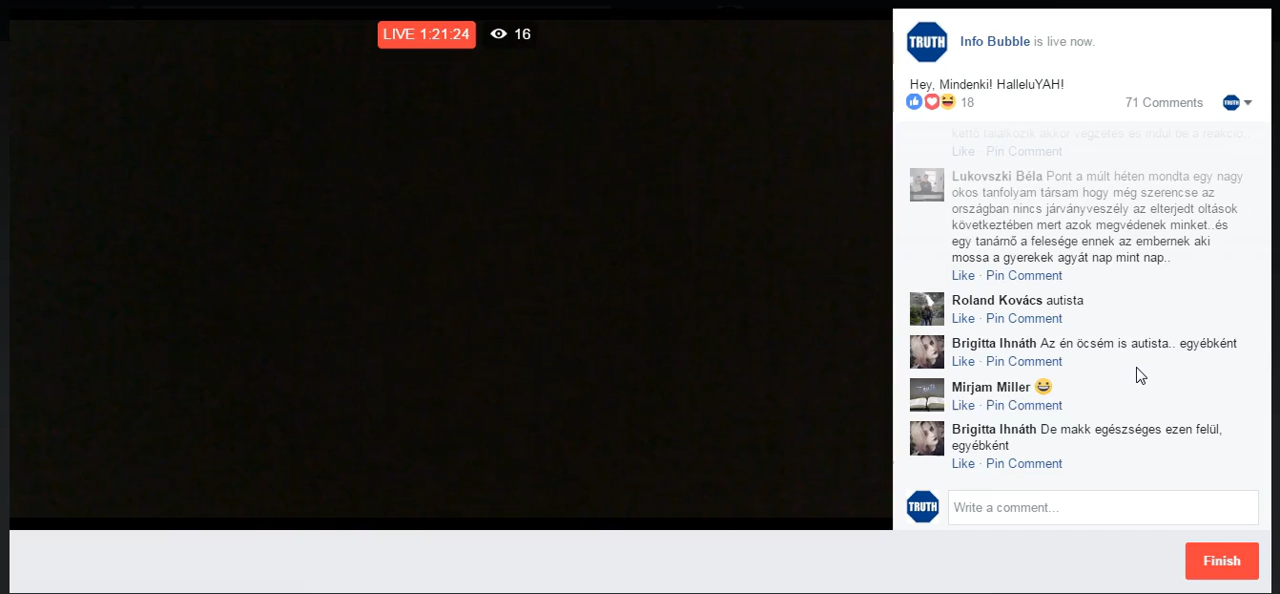 LIVE 1:21:24 16
TRUTH
Info Bubble is live now.
Hey, Mindenki! HalleluYAH!
18 71 Comments TRUTH
kettő találkozik akkor végzetes és indul be a reakció..
Like · Pin Comment
Lukovszki Béla Pont a múlt héten mondta egy nagy
okos tanfolyam társam hogy még szerencse az
országban nincs járványveszély az elterjedt oltások
következtében mert azok megvédenek minket..és
egy tanárnő a felesége ennek az embernek aki
mossa a gyerekek agyát nap mint nap..
Like · Pin Comment
Roland Kovács autista
Like · Pin Comment
Brigitta Ihnáth Az én öcsém is autista.. egyébként
Like · Pin Comment
Mirjam Miller 😆
Like · Pin Comment
Brigitta Ihnáth De makk egészséges ezen felül,
egyébként
Like · Pin Comment
TRUTH
Write a comment...
Finish